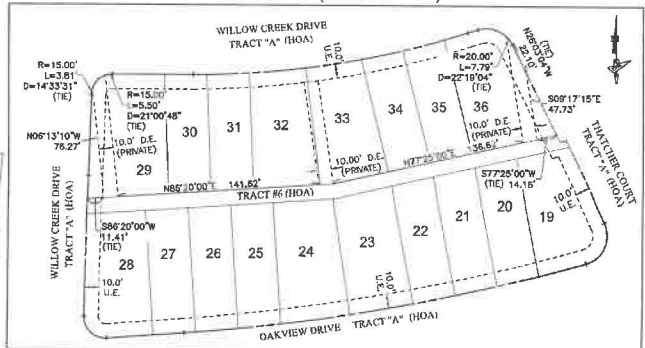 WILLOW CREEK DRIVE
TRACT "A" (HOA)
R=15.00'
L=3.81'
D=14°33'31"
(TIE)
R=15.00'
L=5.50'
D=21°00'48"
(TIE)
10.0'
U.E.
R=20.00'
L=7.79'
D=22°19'04"
(TIE)
N26°03'04"W
22.10'
(TIE)
S09°17'15"E
47.73'
N06°13'10"W
76.27'
10.0' D.E.
(PRIVATE)
29
30
31
32
33
34
35
36
10.00' D.E.
(PRIVATE)
10.0' D.E.
(PRIVATE)
N86°20'00"E 141.62'
N77°25'00"E
TRACT #6 (HOA)
S77°25'00"W
(TIE) 14.16'
THATCHER COURT
TRACT "A" (HOA)
10.0'
U.E.
WILLOW CREEK DRIVE
TRACT "A" (HOA)
S86°20'00"W
11.41'
(TIE)
28
27
26
25
24
23
22
21
20
19
10.0'
U.E.
10.0'
U.E.
OAKVIEW DRIVE TRACT "A" (HOA)